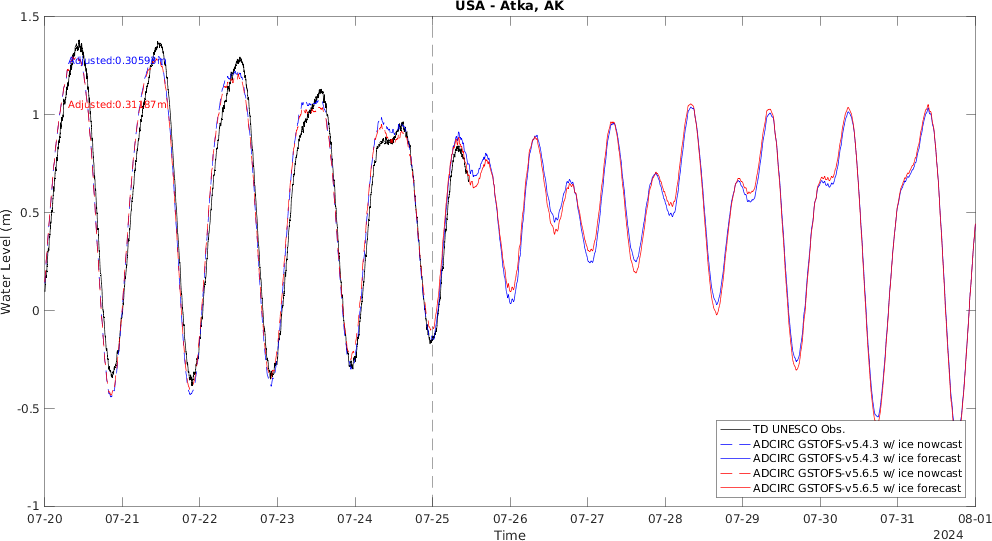 USA - Atka, AK
1.5
1
0.5
0
-0.5
-1
Water Level (m)
Adjusted:0.30598m
Adjusted:0.31187m
TD UNESCO Obs.
ADCIRC GSTOFS-v5.4.3 w/ ice nowcast
ADCIRC GSTOFS-v5.4.3 w/ ice forecast
ADCIRC GSTOFS-v5.6.5 w/ ice nowcast
ADCIRC GSTOFS-v5.6.5 w/ ice forecast
07-20 07-21 07-22 07-23 07-24 07-25 07-26 07-27 07-28 07-29 07-30 07-31 08-01
Time
2024